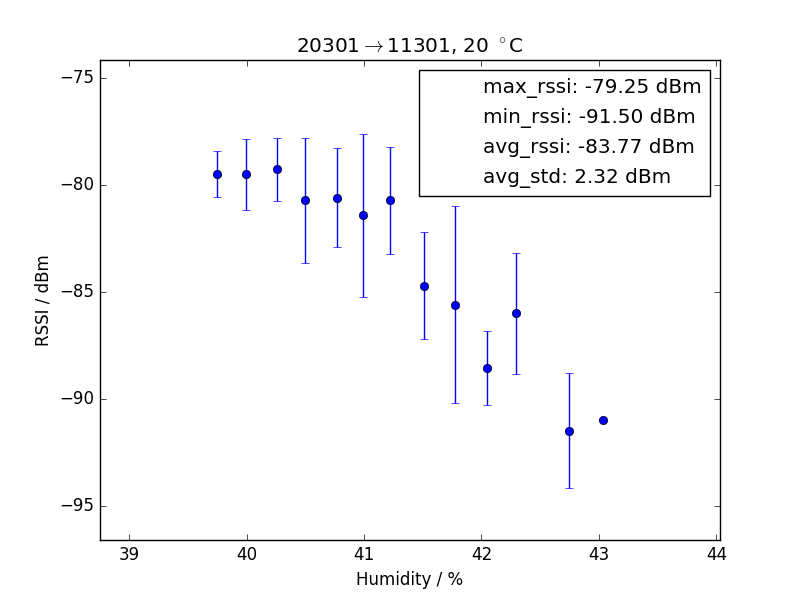 20301→11301, 20 °C
max_rssi: -79.25 dBm
min_rssi: -91.50 dBm
avg_rssi: -83.77 dBm
avg_std: 2.32 dBm
RSSI / dBm
−75
−80
−85
−90
−95
39 40 41 42 43 44
Humidity / %